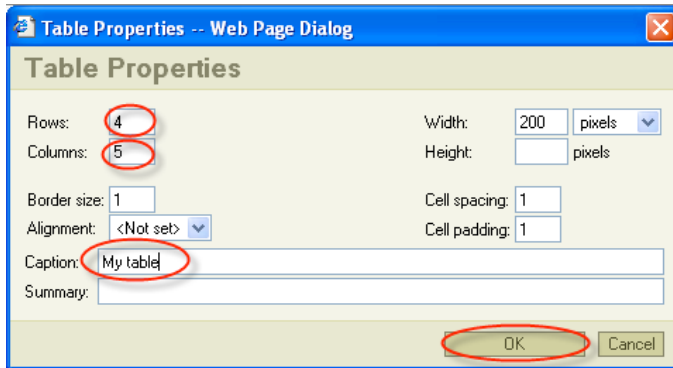 Table Properties -- Web Page Dialog
Table Properties
Rows: 4 Width: 200 pixels
Columns: 5 Height: pixels
Border size: 1 Cell spacing: 1
Alignment: <Not set> Cell padding: 1
Caption: My table
Summary:
OK Cancel